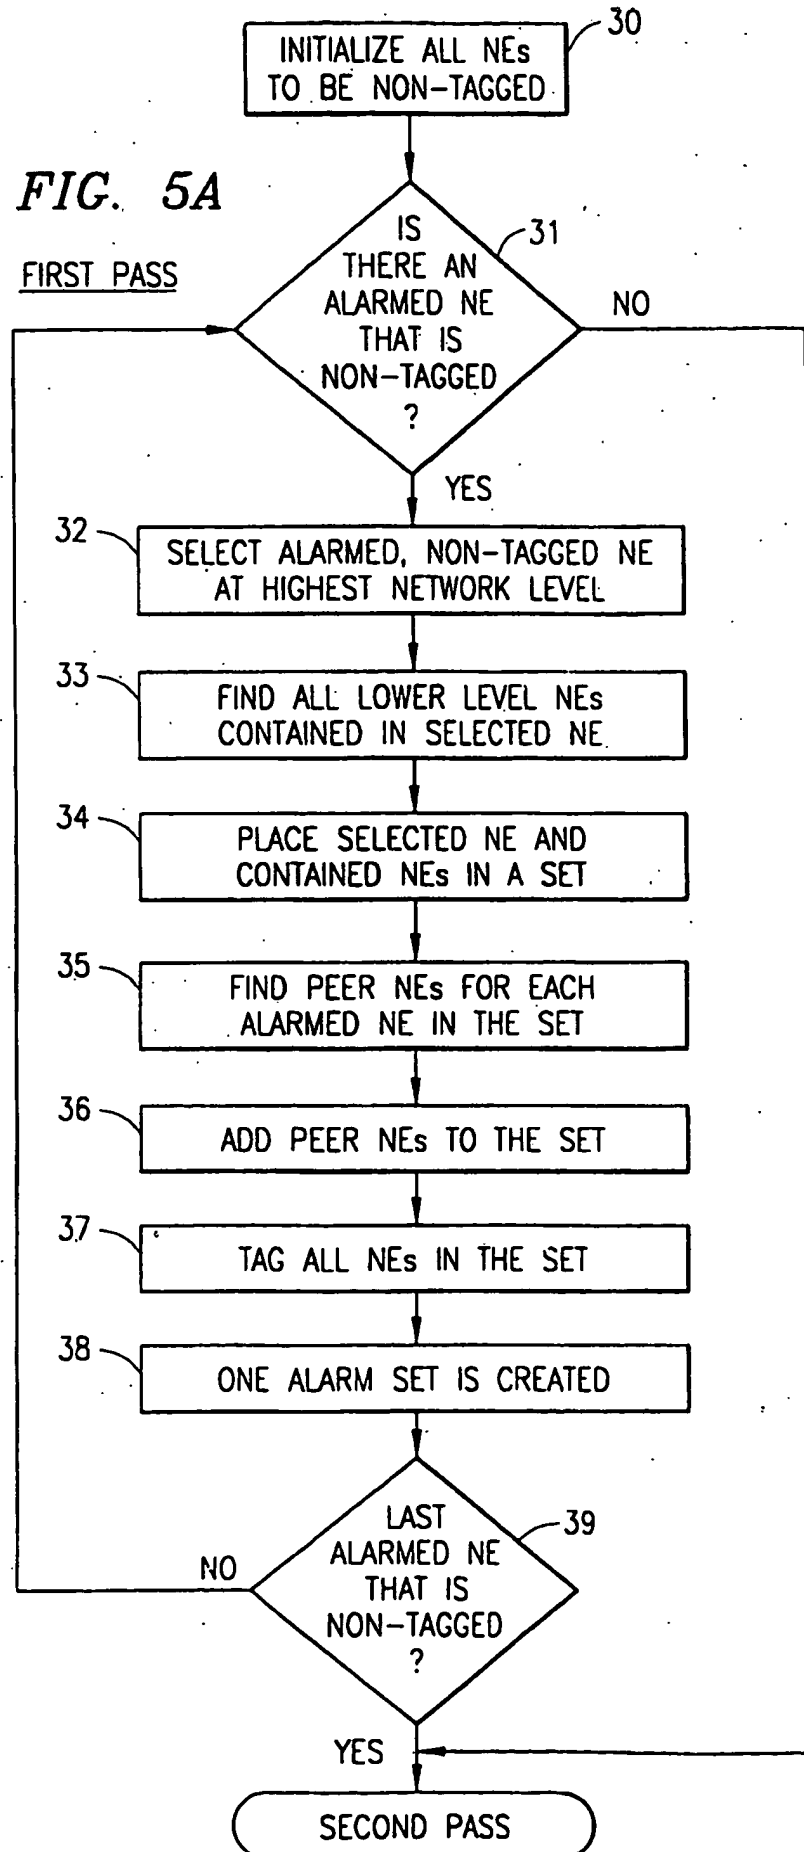 INITIALIZE ALL NEs
TO BE NON-TAGGED
30
FIG. 5A
FIRST PASS
IS
THERE AN
ALARMED NE
THAT IS
NON-TAGGED
?
31
NO
YES
32
SELECT ALARMED, NON-TAGGED NE
AT HIGHEST NETWORK LEVEL
33
FIND ALL LOWER LEVEL NEs
CONTAINED IN SELECTED NE
34
PLACE SELECTED NE AND
CONTAINED NEs IN A SET
35
FIND PEER NEs FOR EACH
ALARMED NE IN THE SET
36
ADD PEER NEs TO THE SET
37
TAG ALL NEs IN THE SET
38
ONE ALARM SET IS CREATED
LAST
ALARMED NE
THAT IS
NON-TAGGED
?
39
NO
YES
SECOND PASS